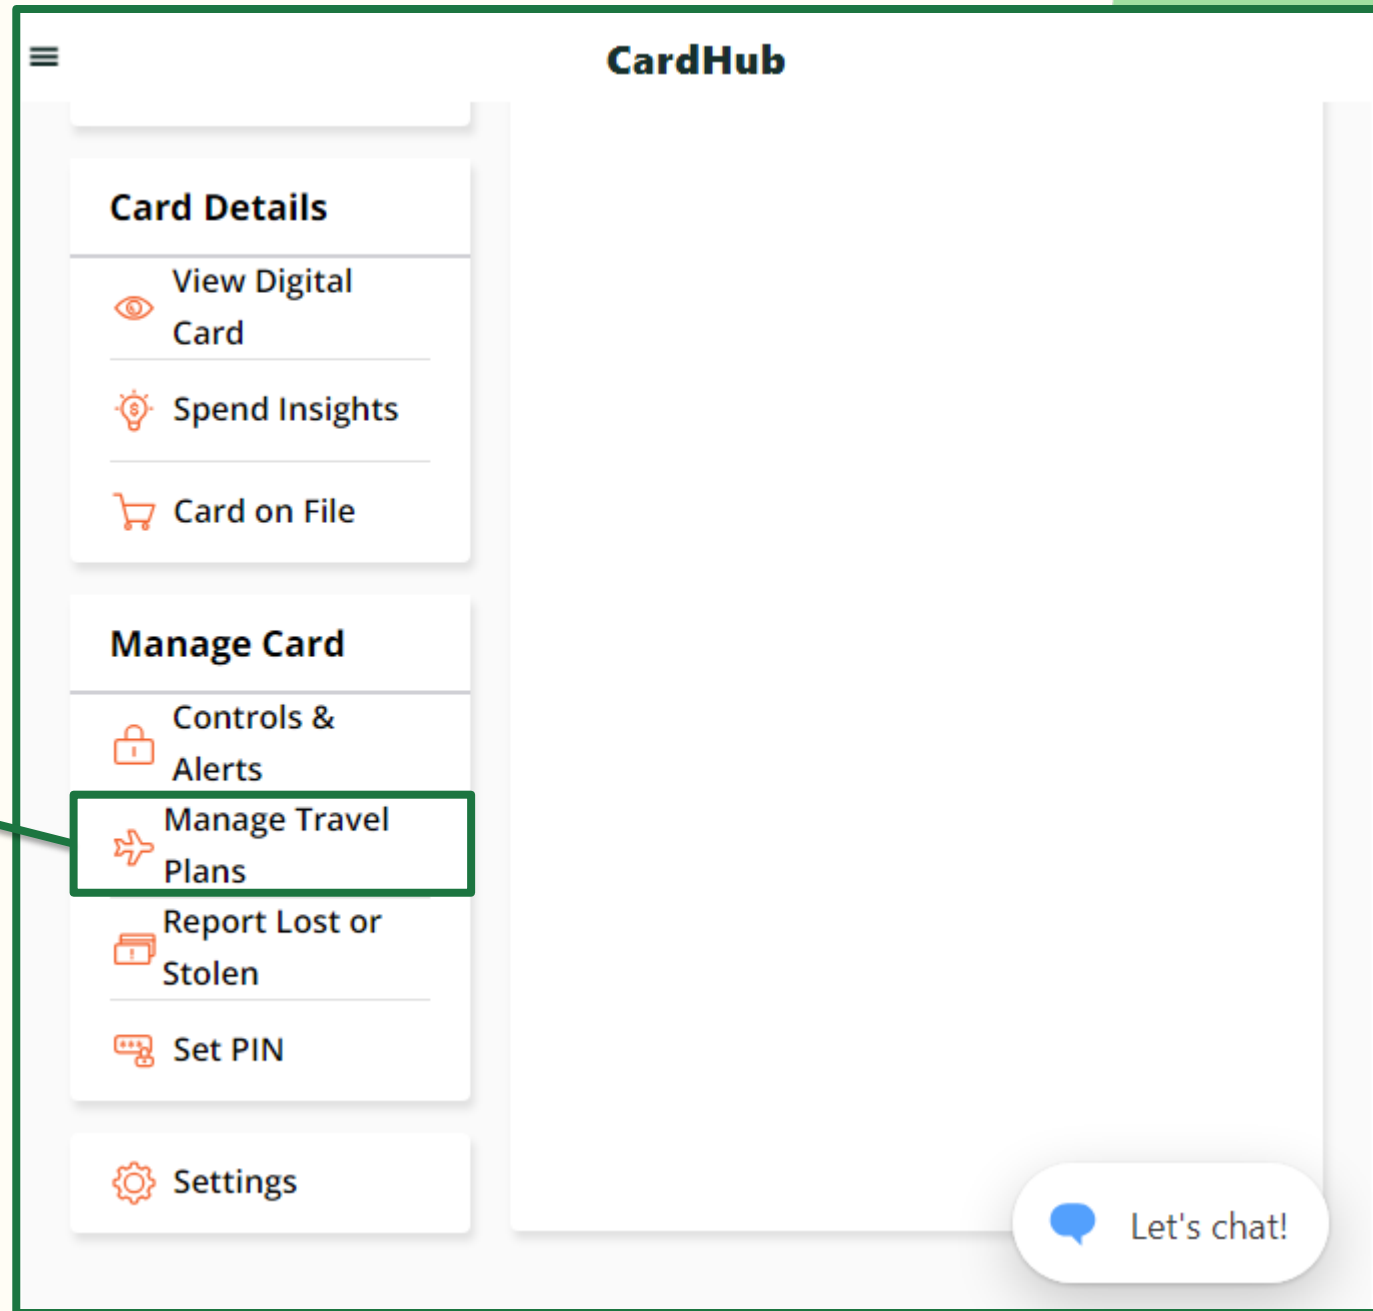 CardHub
Card Details
View Digital
Card
Spend Insights
Card on File
Manage Card
Controls &
Alerts
Manage Travel
Plans
Report Lost or
Stolen
Set PIN
Settings
Let's chat!